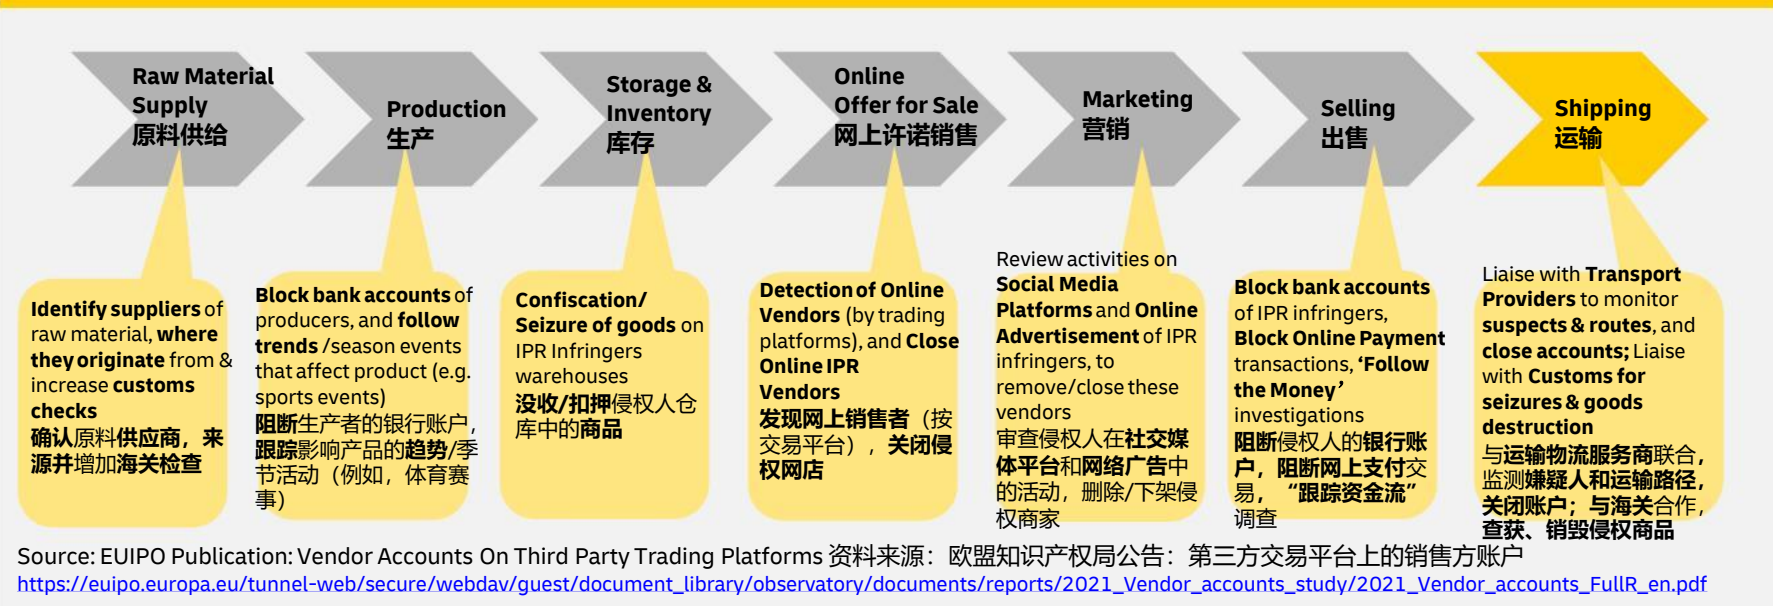 Raw Material
Supply
原料供给
Production
生产
Storage &
Inventory
库存
Online
Offer for Sale
网上许诺销售
Marketing
营销
Selling
出售
Shipping
运输
Identify suppliers of
raw material, where
they originate from &
increase customs
checks
确认原料供应商，来
源并增加海关检查
Block bank accounts of
producers, and follow
trends /season events
that affect product (e.g.
sports events)
阻断生产者的银行账户，
跟踪影响产品的趋势/季
节活动（例如，体育赛
事）
Confiscation/
Seizure of goods on
IPR Infringers
warehouses
没收/扣押侵权人仓
库中的商品
Detection of Online
Vendors (by trading
platforms), and Close
Online IPR
Vendors
发现网上销售者（按
交易平台），关闭侵
权网店
Review activities on
Social Media
Platforms and Online
Advertisement of IPR
infringers, to
remove/close these
vendors
审查侵权人在社交媒
体平台和网络广告中
的活动，删除/下架侵
权商家
Block bank accounts
of IPR infringers,
Block Online Payment
transactions, ‘Follow
the Money’
investigations
阻断侵权人的银行账
户，阻断网上支付交
易，“跟踪资金流”
调查
Liaise with Transport
Providers to monitor
suspects & routes, and
close accounts; Liaise
with Customs for
seizures & goods
destruction
与运输物流服务商联合，
监测嫌疑人和运输路径，
关闭账户；与海关合作，
查获、销毁侵权商品
Source: EUIPO Publication: Vendor Accounts On Third Party Trading Platforms 资料来源：欧盟知识产权局公告：第三方交易平台上的销售方账户
https://euipo.europa.eu/tunnel-web/secure/webdav/guest/document_library/observatory/documents/reports/2021_Vendor_accounts_study/2021_Vendor_accounts_FullR_en.pdf